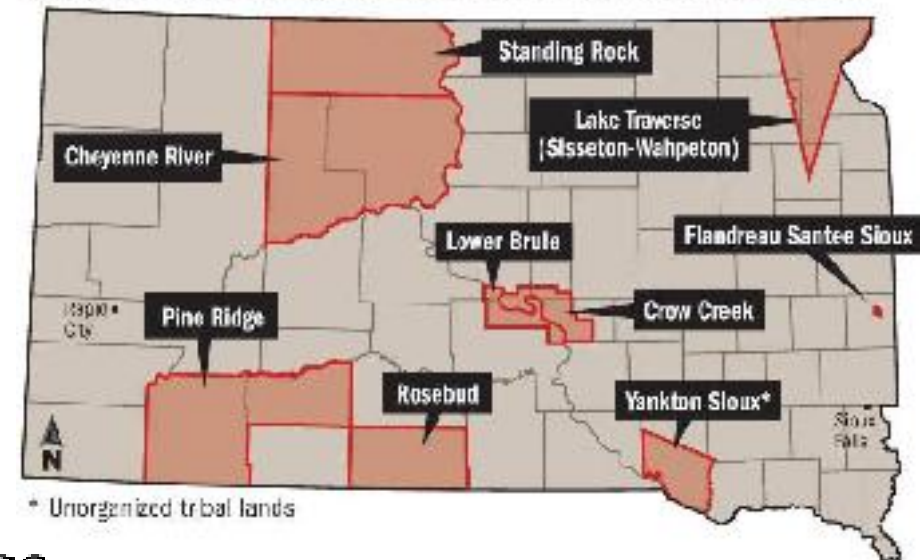 Standing Rock
Lake Traverse
(Sisseton-Wahpeton)
Cheyenne River
Lower Brule
Flandreau Santee Sioux
Rapid
City
Pine Ridge
Crow Creek
Rosebud
Yankton Sioux*
Sioux
Falls
N
* Unorganized tribal lands